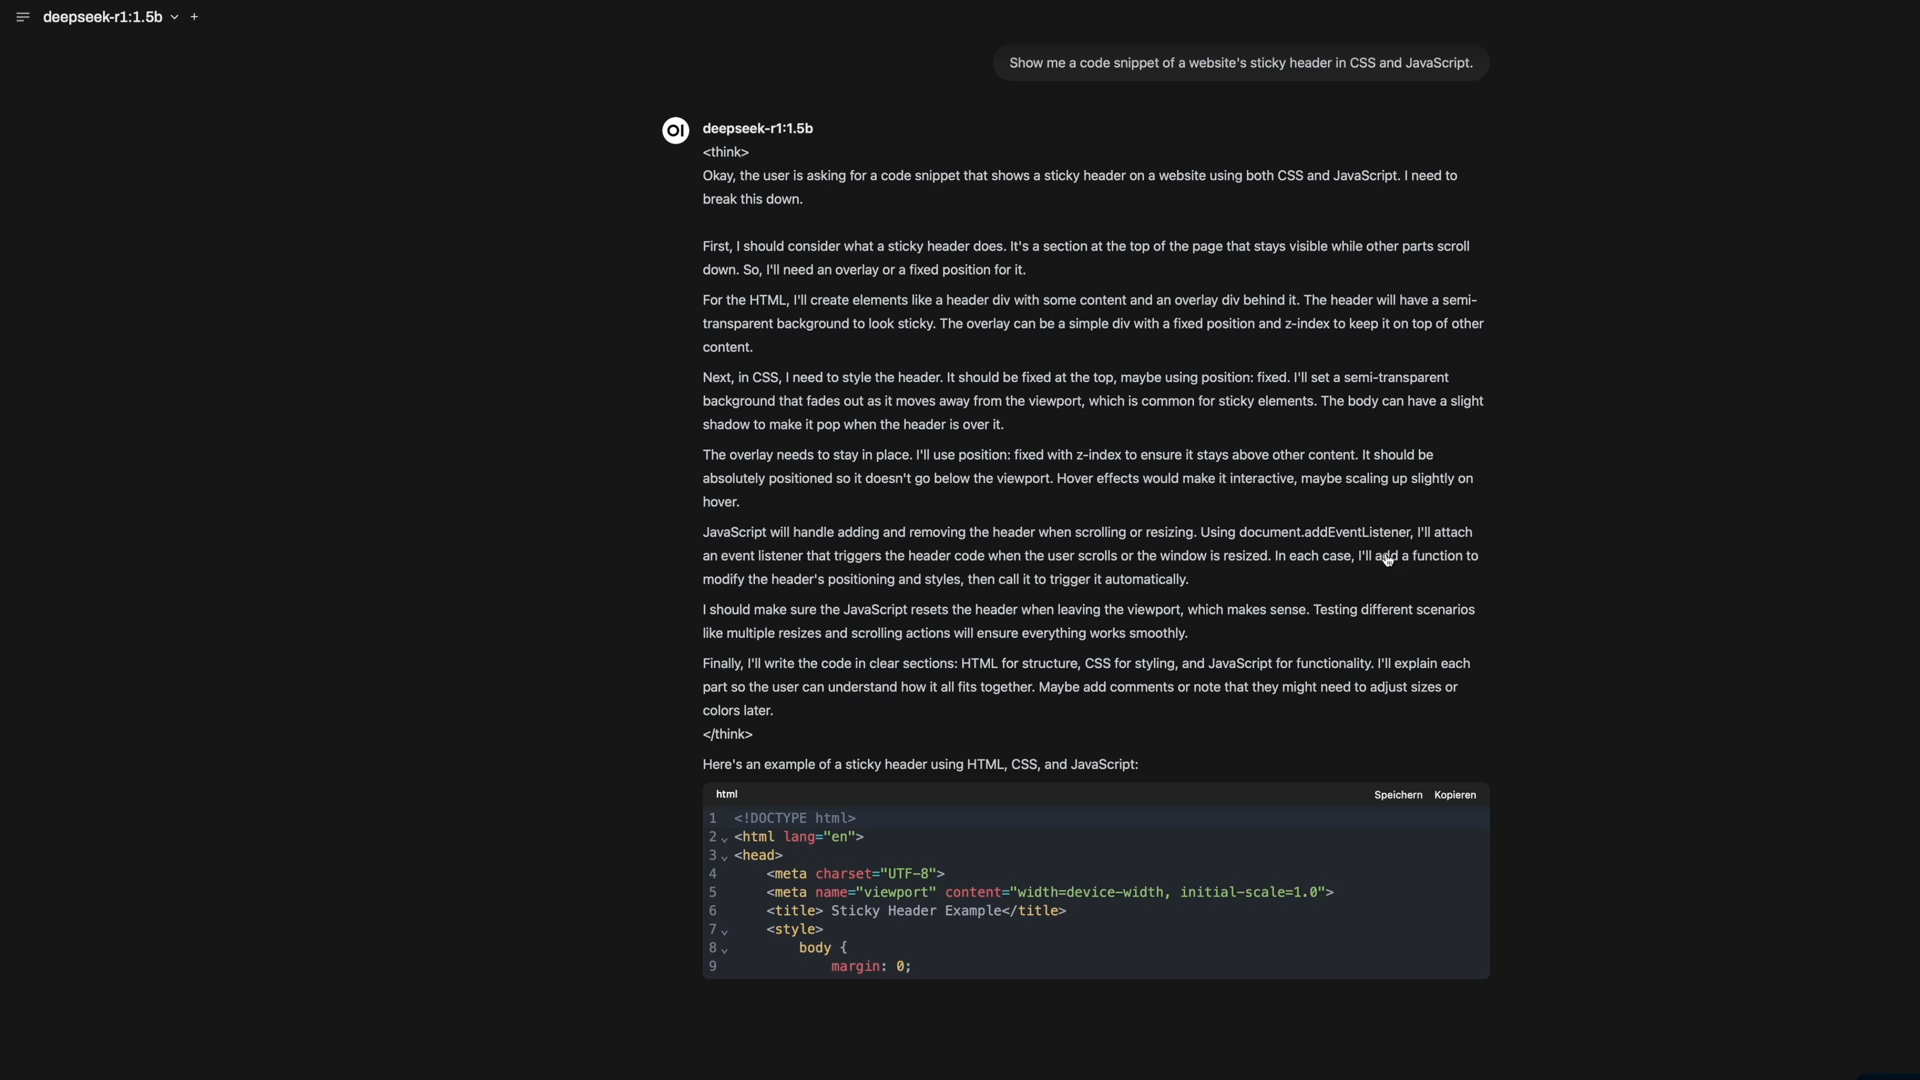 deepseek-r1:1.5b
Show me a code snippet of a website's sticky header in CSS and JavaScript.
OI
deepseek-r1:1.5b
<think>
Okay, the user is asking for a code snippet that shows a sticky header on a website using both CSS and JavaScript. I need to
break this down.
First, I should consider what a sticky header does. It's a section at the top of the page that stays visible while other parts scroll
down. So, I'll need an overlay or a fixed position for it.
For the HTML, I'll create elements like a header div with some content and an overlay div behind it. The header will have a semi-
transparent background to look sticky. The overlay can be a simple div with a fixed position and z-index to keep it on top of other
content.
Next, in CSS, I need to style the header. It should be fixed at the top, maybe using position: fixed. I'll set a semi-transparent
background that fades out as it moves away from the viewport, which is common for sticky elements. The body can have a slight
shadow to make it pop when the header is over it.
The overlay needs to stay in place. I'll use position: fixed with z-index to ensure it stays above other content. It should be
absolutely positioned so it doesn't go below the viewport. Hover effects would make it interactive, maybe scaling up slightly on
hover.
JavaScript will handle adding and removing the header when scrolling or resizing. Using document.addEventListener, I'll attach
an event listener that triggers the header code when the user scrolls or the window is resized. In each case, I'll add a function to
modify the header's positioning and styles, then call it to trigger it automatically.
I should make sure the JavaScript resets the header when leaving the viewport, which makes sense. Testing different scenarios
like multiple resizes and scrolling actions will ensure everything works smoothly.
Finally, I'll write the code in clear sections: HTML for structure, CSS for styling, and JavaScript for functionality. I'll explain each
part so the user can understand how it all fits together. Maybe add comments or note that they might need to adjust sizes or
colors later.
</think>
Here's an example of a sticky header using HTML, CSS, and JavaScript:
html Speichern Kopieren
1 <!DOCTYPE html>
2 <html lang="en">
3 <head>
4 <meta charset="UTF-8">
5 <meta name="viewport" content="width=device-width, initial-scale=1.0">
6 <title> Sticky Header Example</title>
7 <style>
8 body {
9 margin: 0;